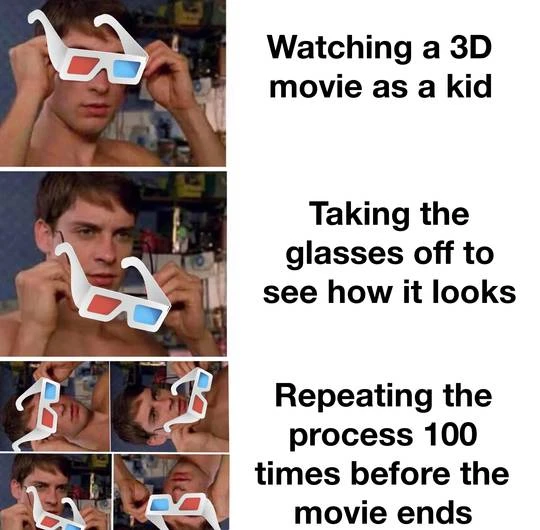 Watching a 3D
movie as a kid
Taking the
glasses off to
see how it looks
Repeating the
process 100
times before the
movie ends